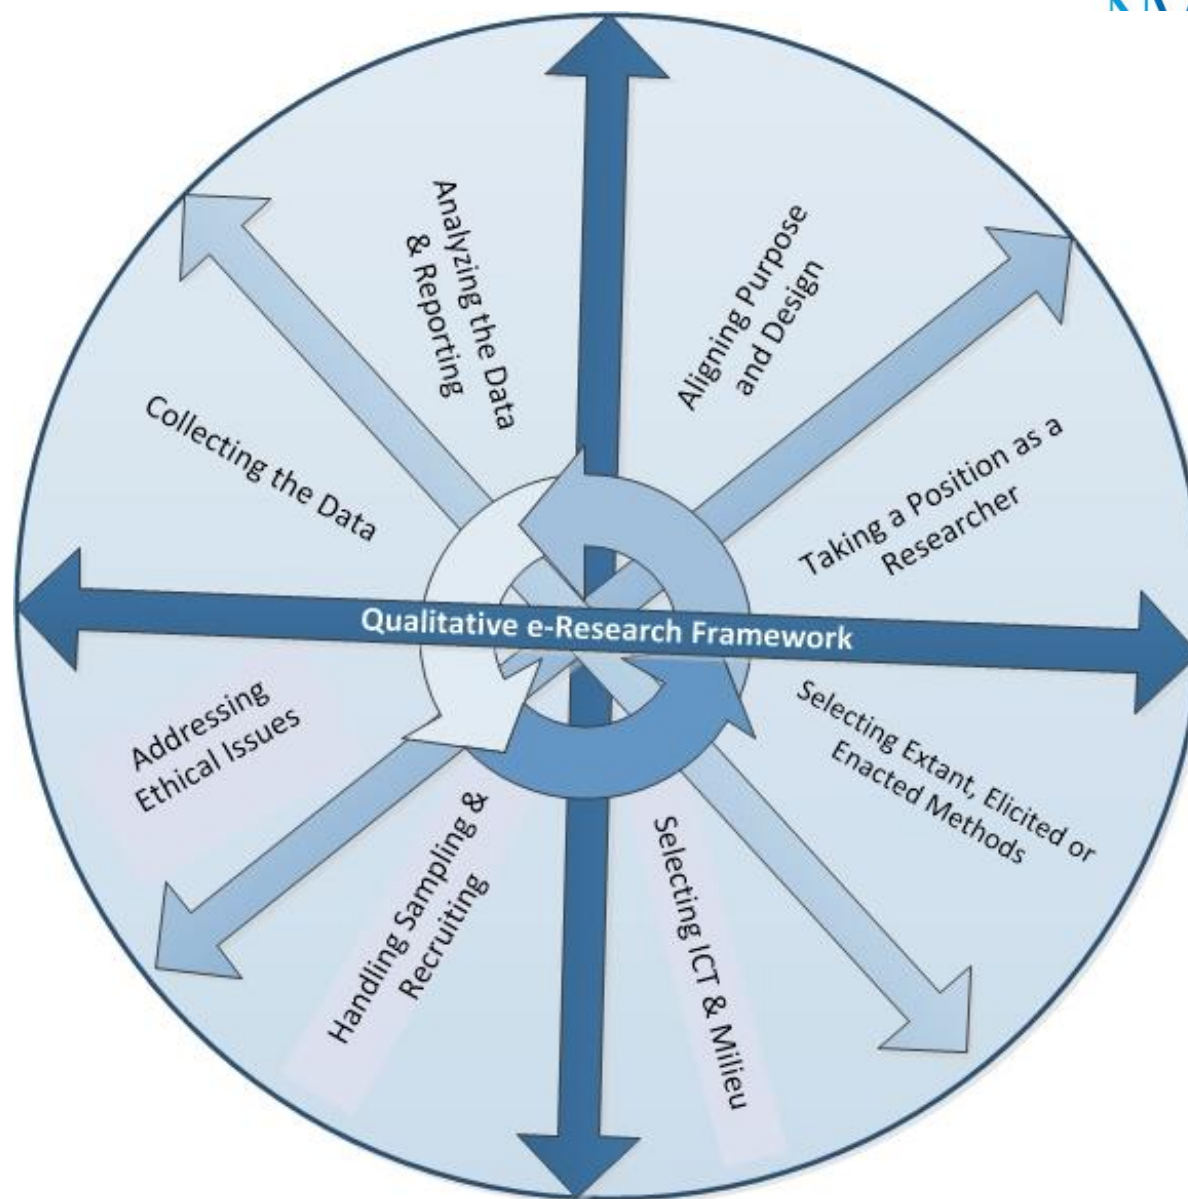 Analyzing the Data
& Reporting
Aligning Purpose
and Design
Collecting the Data
Taking a Position as a
Researcher
Qualitative e-Research Framework
Addressing
Ethical Issues
Selecting Extant, Elicited or
Enacted Methods
Handling Sampling &
Recruiting
Selecting ICT & Milieu